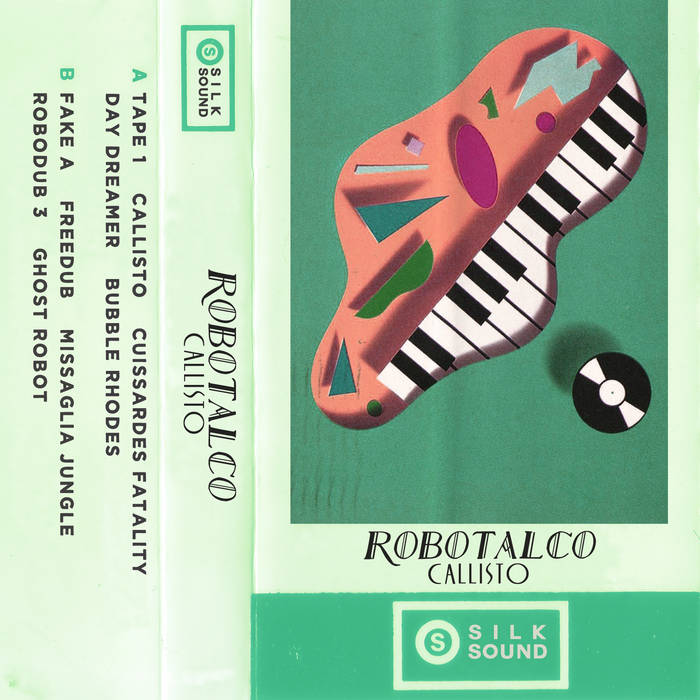 A TAPE 1 CALLISTO CUISSARDES FATALITY
DAY DREAMER BUBBLE RHODES
B FAKE A FREEDUB MISSAGLIA JUNGLE
ROBODUB 3 GHOST ROBOT
S SILK
SOUND
ROBOTALCO
CALLISTO
ROBOTALCO
CALLISTO
S SILK
SOUND